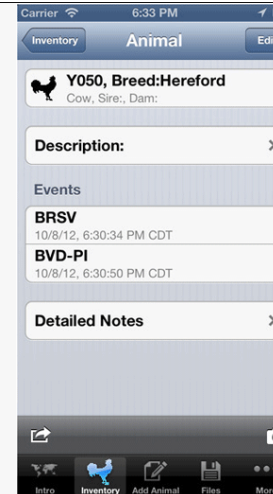 Carrier 6:33 PM
Inventory Animal Edi
Y050, Breed:Hereford
Cow, Sire:, Dam:
Description:
Events
BRSV
10/8/12, 6:30:34 PM CDT
BVD-PI
10/8/12, 6:30:50 PM CDT
Detailed Notes
Intro Inventory Add Animal Files More